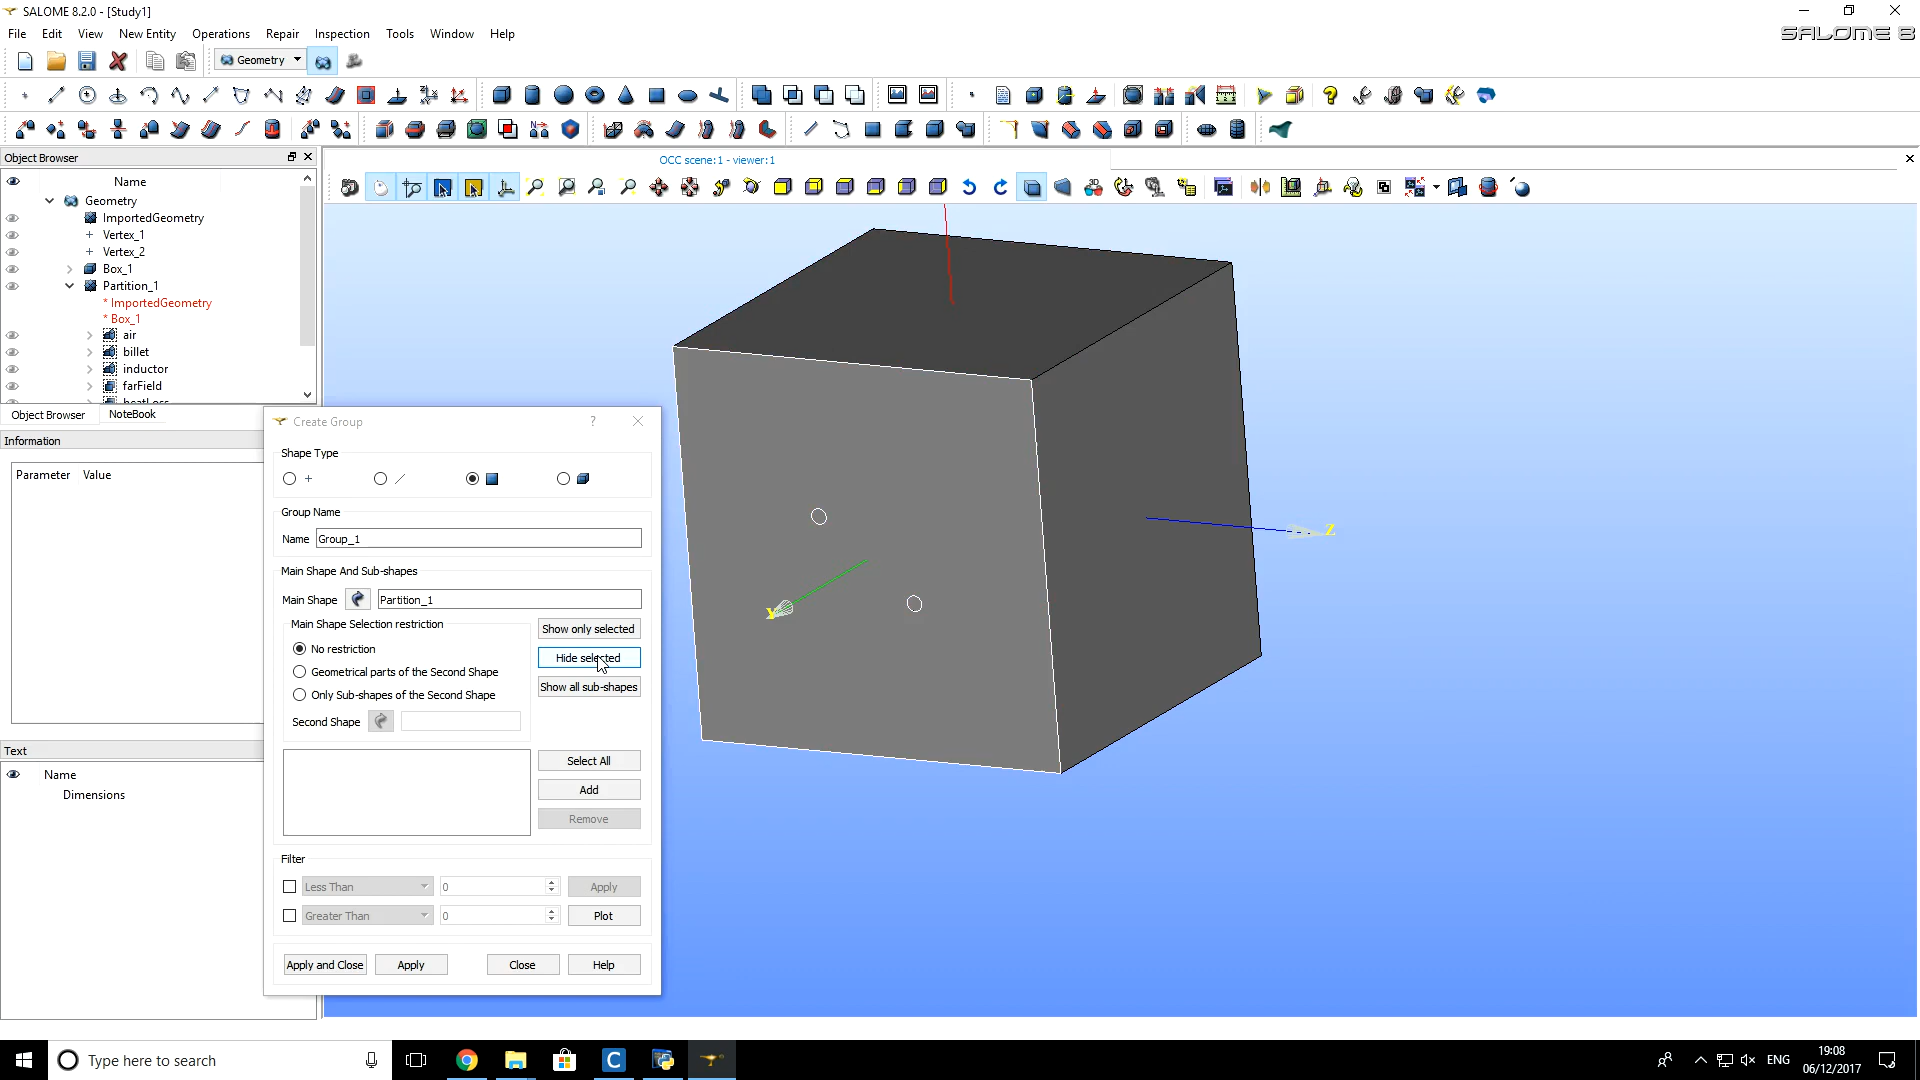 SALOME 8.2.0 - [Study1]
File Edit View New Entity Operations Repair Inspection Tools Window Help
SALOME 8
Geometry
Object Browser
OCC scene:1 - viewer:1
Name
Geometry
ImportedGeometry
Vertex_1
Vertex_2
Box_1
Partition_1
* ImportedGeometry
* Box_1
air
billet
inductor
farField
Object Browser NoteBook
Information
Parameter Value
Text
Name
Dimensions
Create Group
?
Shape Type
Group Name
Name Group_1
Main Shape And Sub-shapes
Main Shape Partition_1
Main Shape Selection restriction
Show only selected
No restriction
Hide selected
Geometrical parts of the Second Shape
Show all sub-shapes
Only Sub-shapes of the Second Shape
Second Shape
Select All
Add
Remove
Filter
Less Than 0 Apply
Greater Than 0 Plot
Apply and Close Apply Close Help
Z
Type here to search
ENG
19:08
06/12/2017